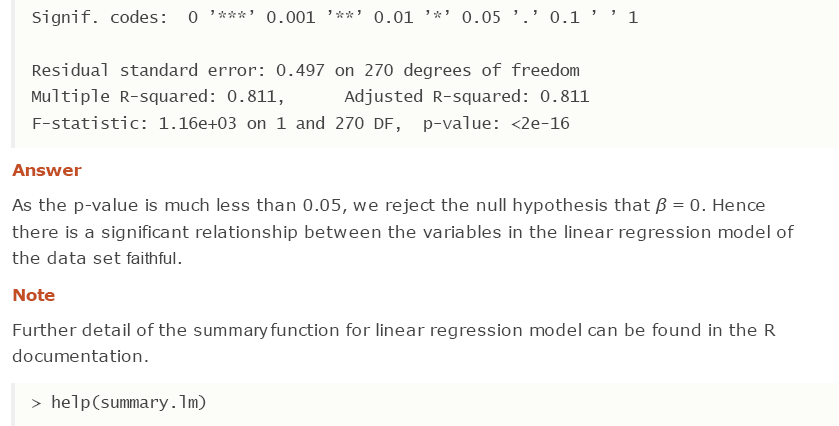 Signif. codes:  0 ’***’ 0.001 ’**’ 0.01 ’*’ 0.05 ’.’ 0.1 ’ ’ 1
Residual standard error: 0.497 on 270 degrees of freedom
Multiple R-squared: 0.811,      Adjusted R-squared: 0.811
F-statistic: 1.16e+03 on 1 and 270 DF,  p-value: <2e-16
Answer
As the p-value is much less than 0.05, we reject the null hypothesis that β = 0. Hence
there is a significant relationship between the variables in the linear regression model of
the data set faithful.
Note
Further detail of the summary function for linear regression model can be found in the R
documentation.
> help(summary.lm)